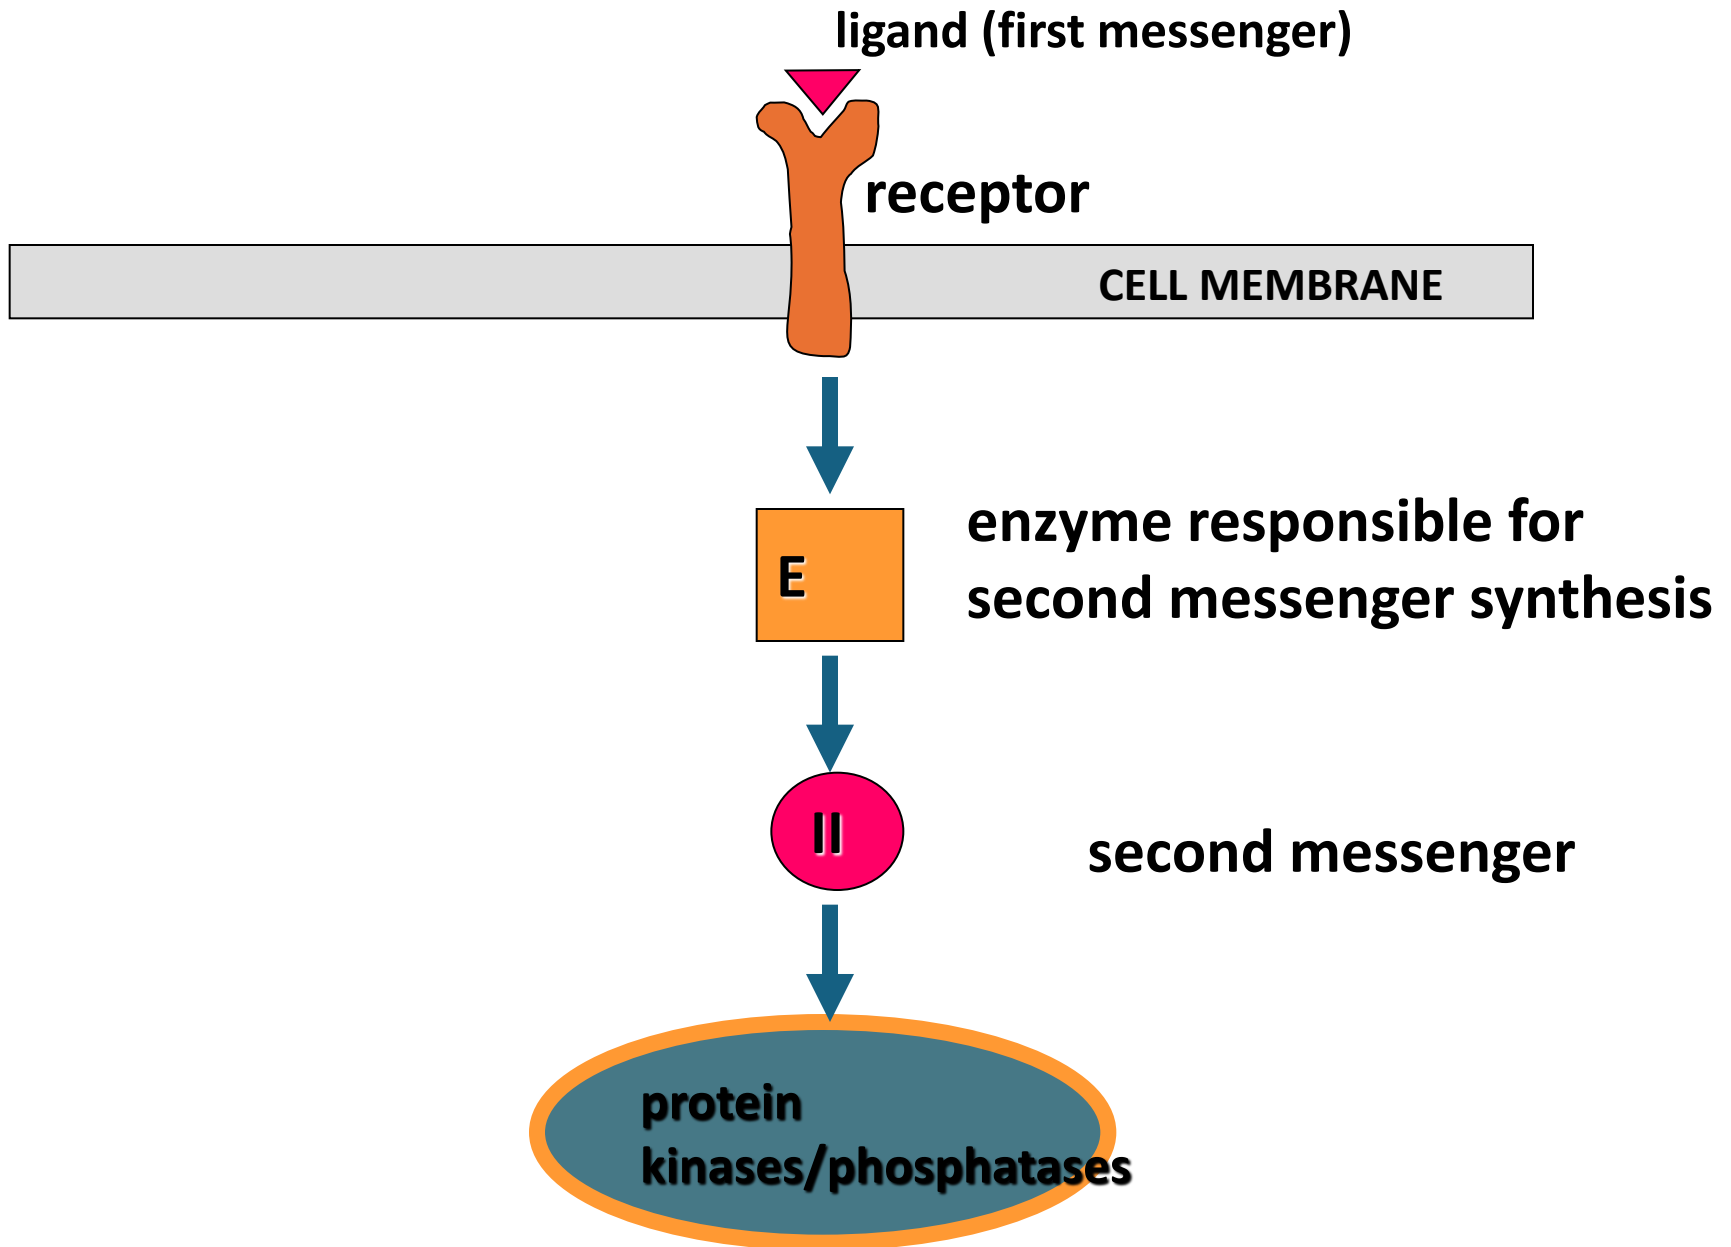 ligand (first messenger)
receptor
CELL MEMBRANE
enzyme responsible for
second messenger synthesis
E
II
second messenger
protein
kinases/phosphatases